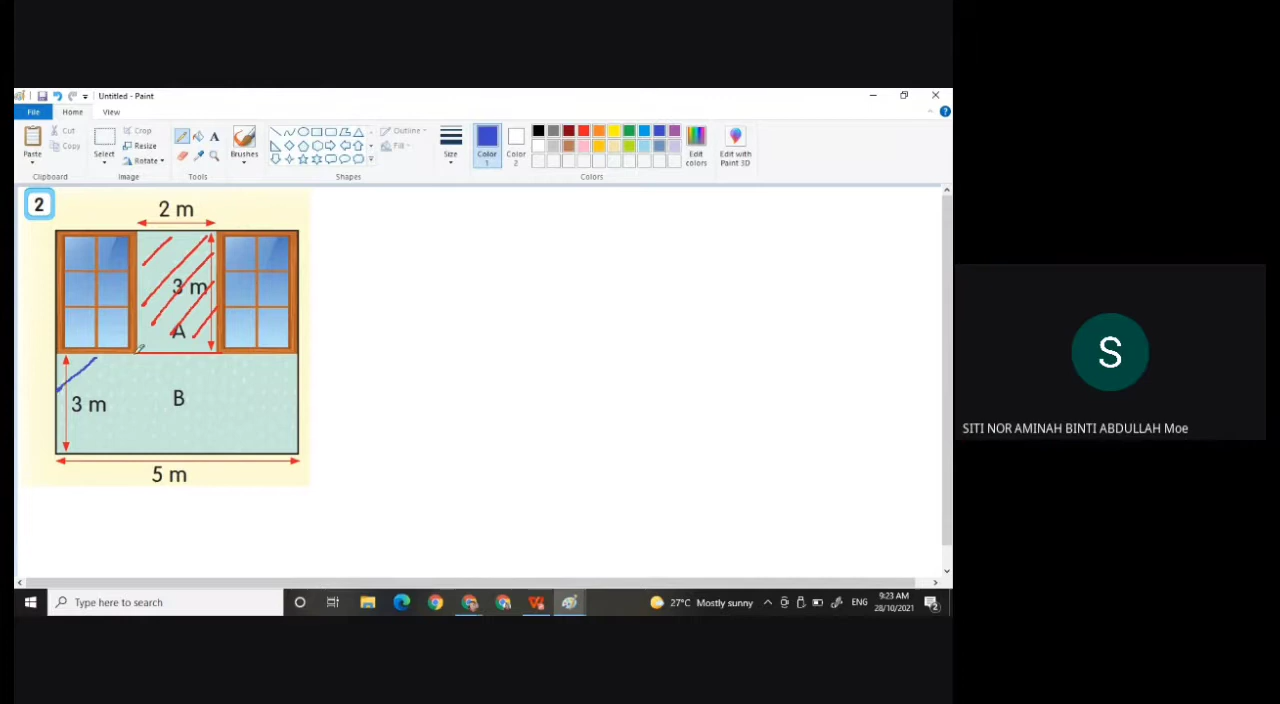 Untitled - Paint
File Home View
Paste
Cut
Copy
Clipboard
Select
Crop
Resize
Rotate
Image
Tools
A
Brushes
Shapes
Outline
Fill
Size
Color 1
Color 2
Edit colors
Edit with Paint 3D
Colors
2
2 m
3 m
A
3 m
B
5 m
S
SITI NOR AMINAH BINTI ABDULLAH Moe
Type here to search
27°C Mostly sunny
ENG
9:23 AM
28/10/2021
2